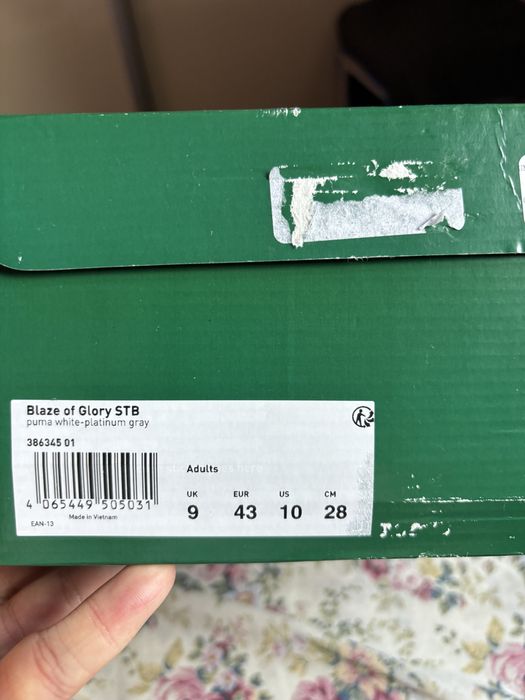 Blaze of Glory STB
puma white-platinum gray
386345 01
4 065449 505031
EAN-13
Made in Vietnam
Adults
UK EUR US CM
9 43 10 28